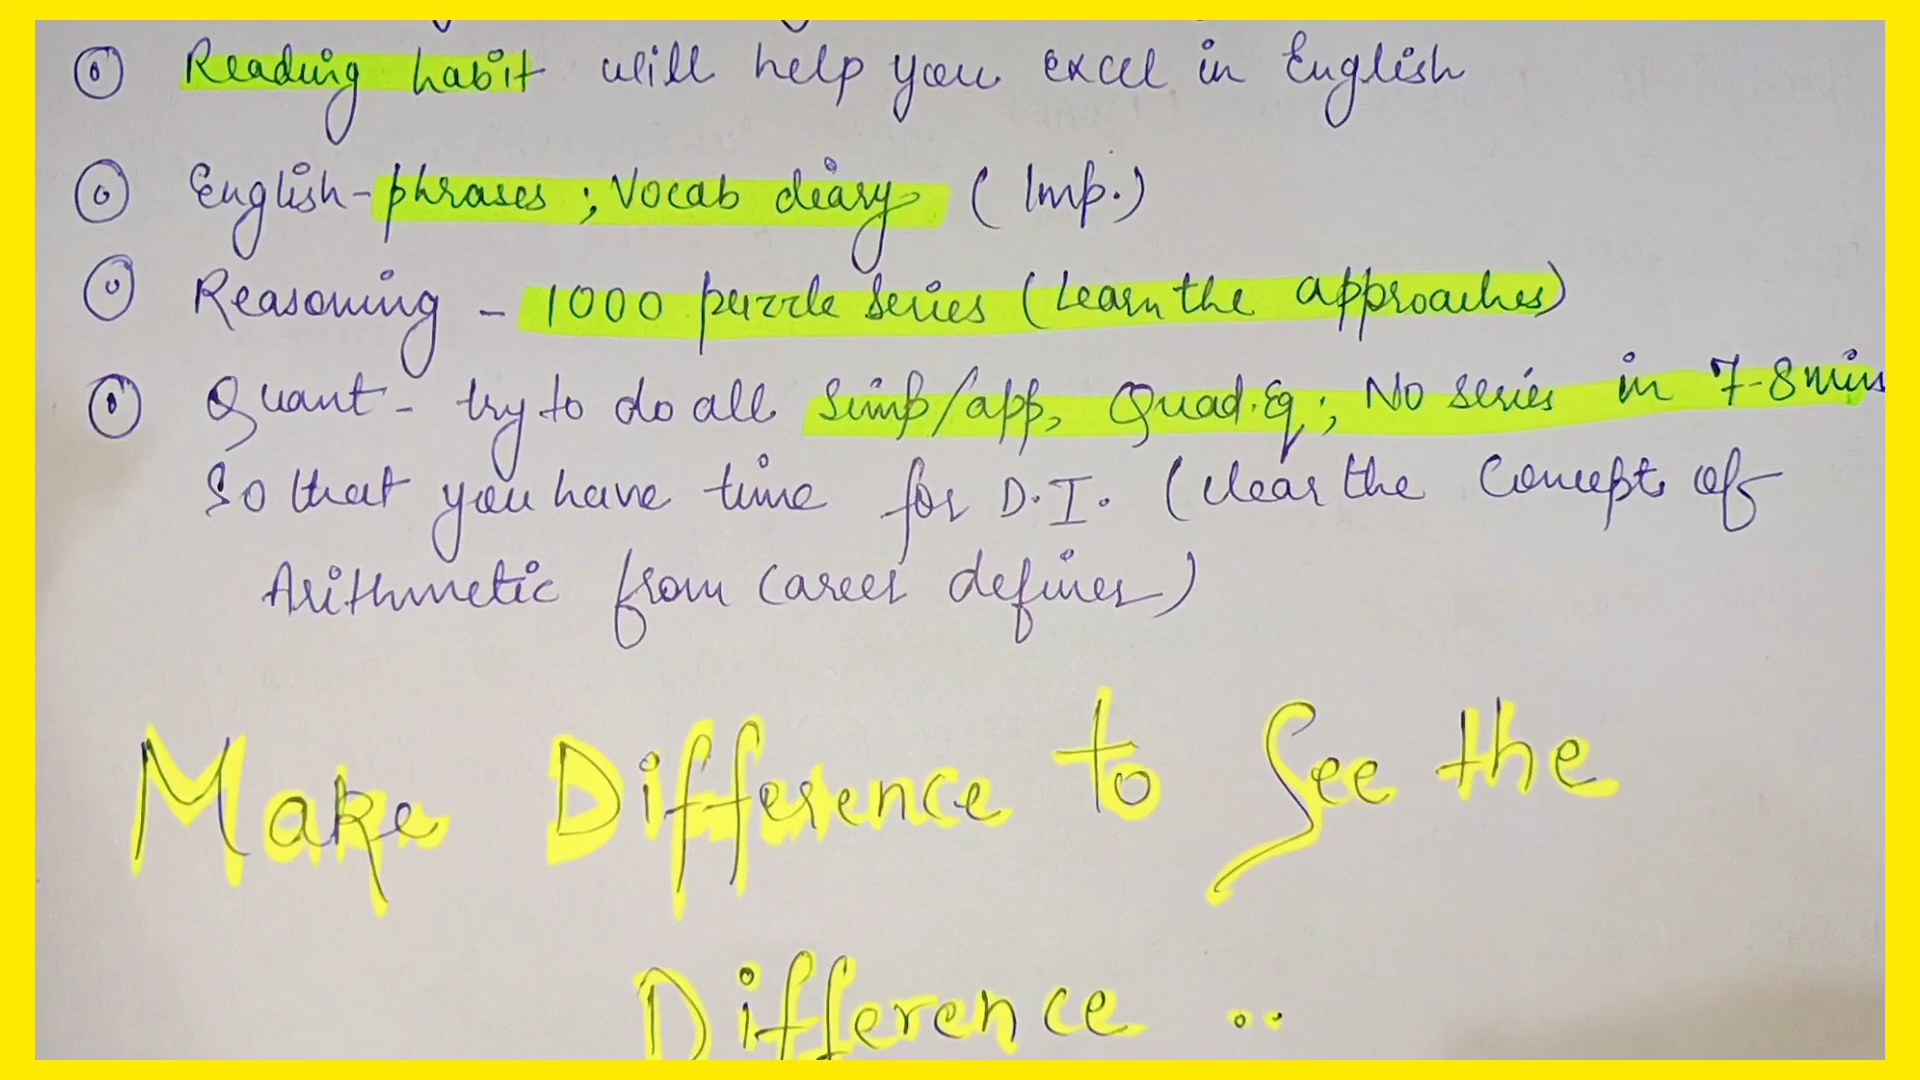 Reading habit will help you excel in English
English - phrases ; Vocab diary (Imp.)
Reasoning - 1000 puzzle series (Learn the approaches)
Quant - try to do all Simp/app, Quad. Eq ; No series in 7-8 mins
So that you have time for D.I. (clear the Concepts of
Arithmetic from Career definer)
Make Difference to See the
Difference ..